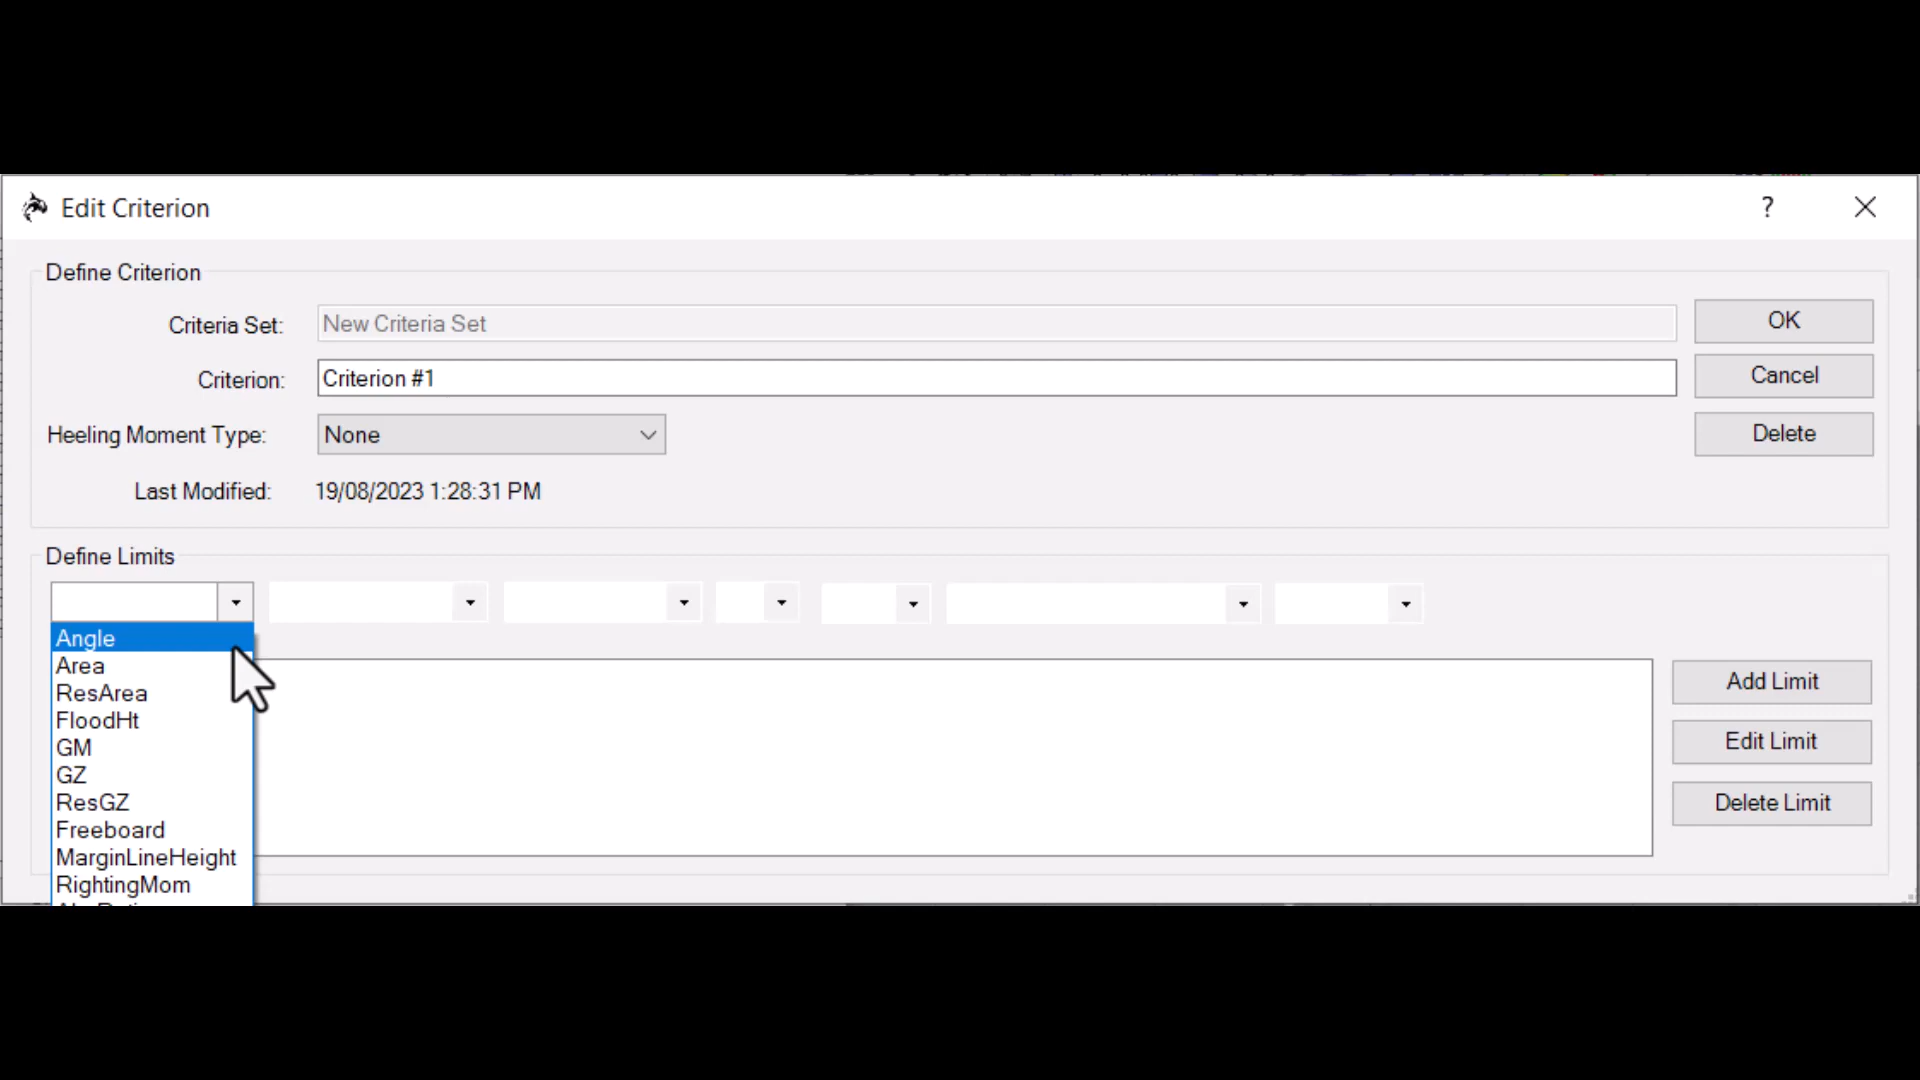 Edit Criterion
?
Define Criterion
Criteria Set:
New Criteria Set
OK
Criterion:
Criterion #1
Cancel
Heeling Moment Type:
None
Delete
Last Modified:
19/08/2023 1:28:31 PM
Define Limits
Angle
Area
ResArea
FloodHt
GM
GZ
ResGZ
Freeboard
MarginLineHeight
RightingMom
Add Limit
Edit Limit
Delete Limit